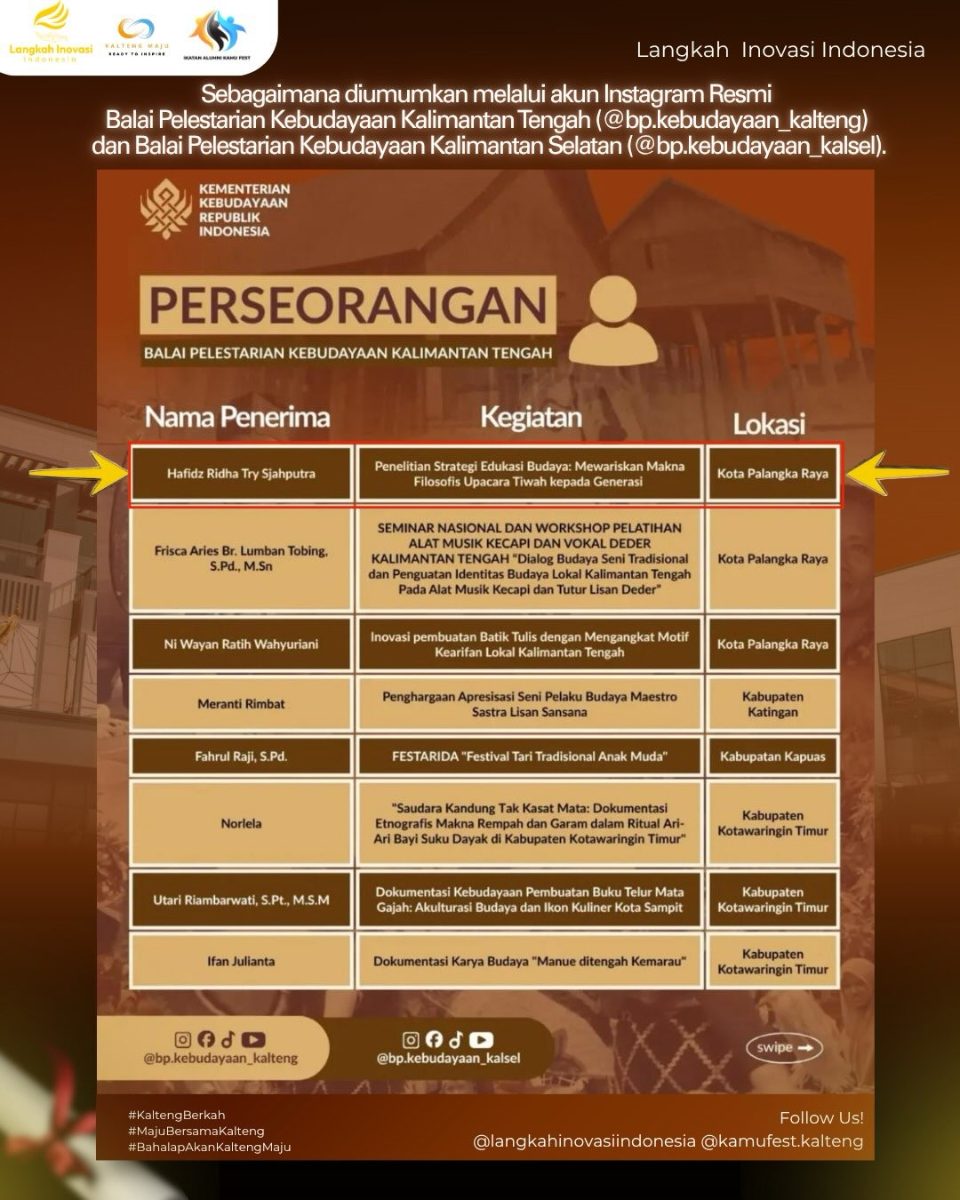 Langkah Inovasi
Indonesia
KALTENG MAJU
READY TO INSPIRE
IKATAN ALUMNI KAMU FEST
Langkah Inovasi Indonesia
Sebagaimana diumumkan melalui akun Instagram Resmi
Balai Pelestarian Kebudayaan Kalimantan Tengah (@bp.kebudayaan_kalteng)
dan Balai Pelestarian Kebudayaan Kalimantan Selatan (@bp.kebudayaan_kalsel).
KEMENTERIAN
KEBUDAYAAN
REPUBLIK
INDONESIA
PERSEORANGAN
BALAI PELESTARIAN KEBUDAYAAN KALIMANTAN TENGAH
Nama Penerima
Kegiatan
Lokasi
Hafidz Ridha Try Sjahputra
Penelitian Strategi Edukasi Budaya: Mewariskan Makna
Filosofis Upacara Tiwah kepada Generasi
Kota Palangka Raya
Frisca Aries Br. Lumban Tobing,
S.Pd., M.Sn
SEMINAR NASIONAL DAN WORKSHOP PELATIHAN
ALAT MUSIK KECAPI DAN VOKAL DEDER
KALIMANTAN TENGAH "Dialog Budaya Seni Tradisional
dan Penguatan Identitas Budaya Lokal Kalimantan Tengah
Pada Alat Musik Kecapi dan Tutur Lisan Deder"
Kota Palangka Raya
Ni Wayan Ratih Wahyuriani
Inovasi pembuatan Batik Tulis dengan Mengangkat Motif
Kearifan Lokal Kalimantan Tengah
Kota Palangka Raya
Meranti Rimbat
Penghargaan Apresisasi Seni Pelaku Budaya Maestro
Sastra Lisan Sansana
Kabupaten
Katingan
Fahrul Raji, S.Pd.
FESTARIDA "Festival Tari Tradisional Anak Muda"
Kabupatan Kapuas
Norlela
"Saudara Kandung Tak Kasat Mata: Dokumentasi
Etnografis Makna Rempah dan Garam dalam Ritual Ari-
Ari Bayi Suku Dayak di Kabupaten Kotawaringin Timur"
Kabupaten
Kotawaringin Timur
Utari Riambarwati, S.Pt., M.S.M
Dokumentasi Kebudayaan Pembuatan Buku Telur Mata
Gajah: Akulturasi Budaya dan Ikon Kuliner Kota Sampit
Kabupaten
Kotawaringin Timur
Ifan Julianta
Dokumentasi Karya Budaya "Manue ditengah Kemarau"
Kabupaten
Kotawaringin Timur
@bp.kebudayaan_kalteng
@bp.kebudayaan_kalsel
swipe
#KaltengBerkah
#MajuBersamaKalteng
#BahalapAkanKaltengMaju
Follow Us!
@langkahinovasiindonesia @kamufest.kalteng